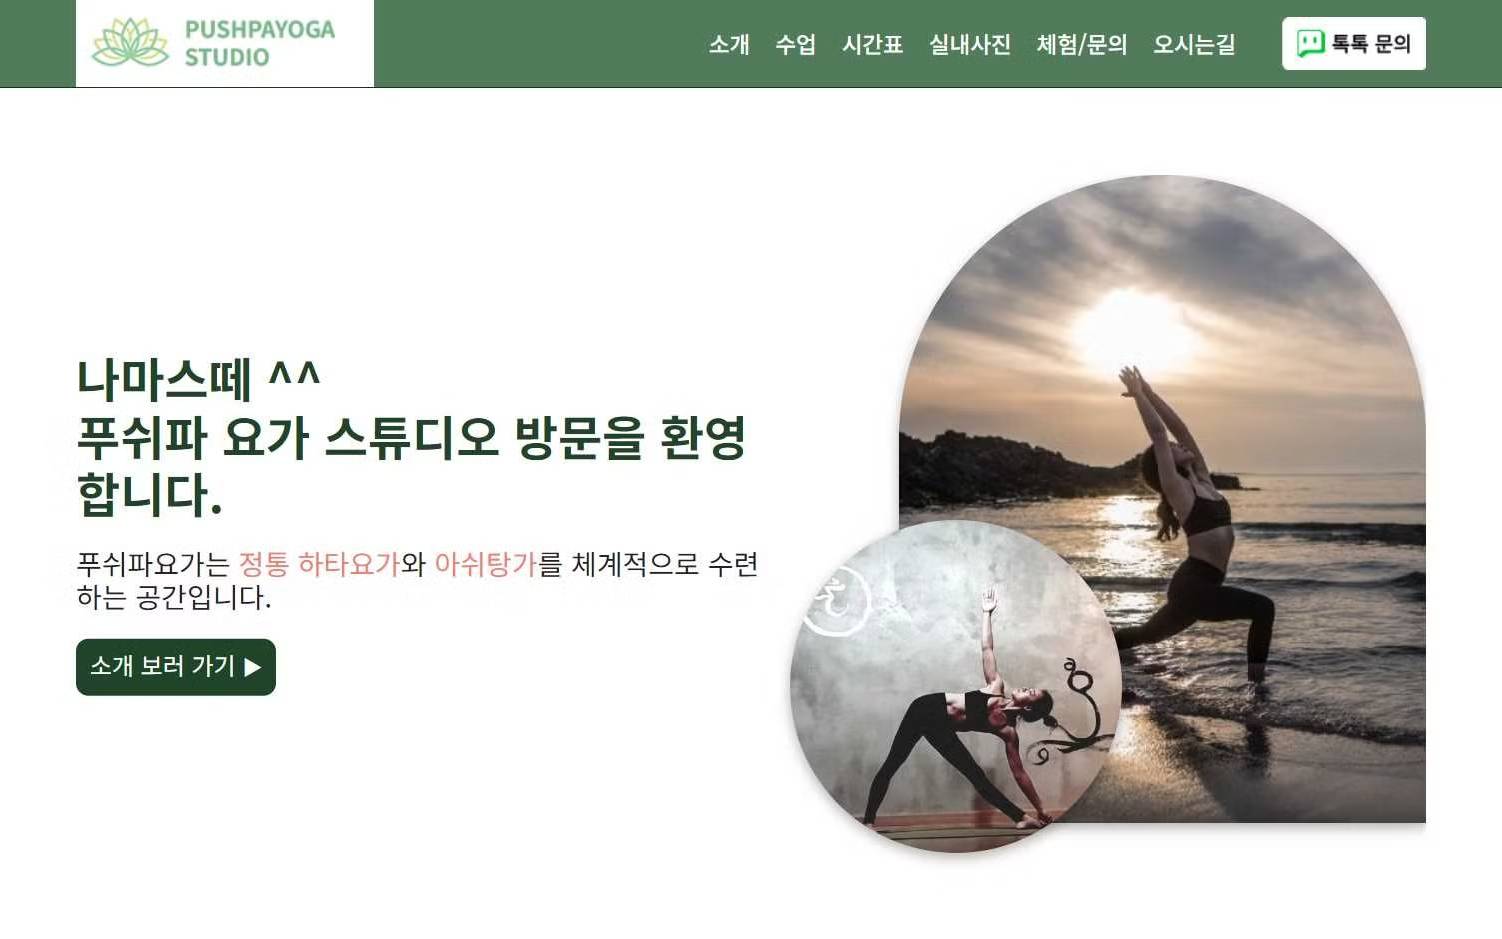 PUSHPAYOGA
STUDIO
소개 수업 시간표 실내사진 체험/문의 오시는길 톡톡 문의
나마스떼 ^^
푸쉬파 요가 스튜디오 방문을 환영
합니다.
푸쉬파요가는 정통 하타요가와 아쉬탕가를 체계적으로 수련
하는 공간입니다.
소개 보러 가기 ▶